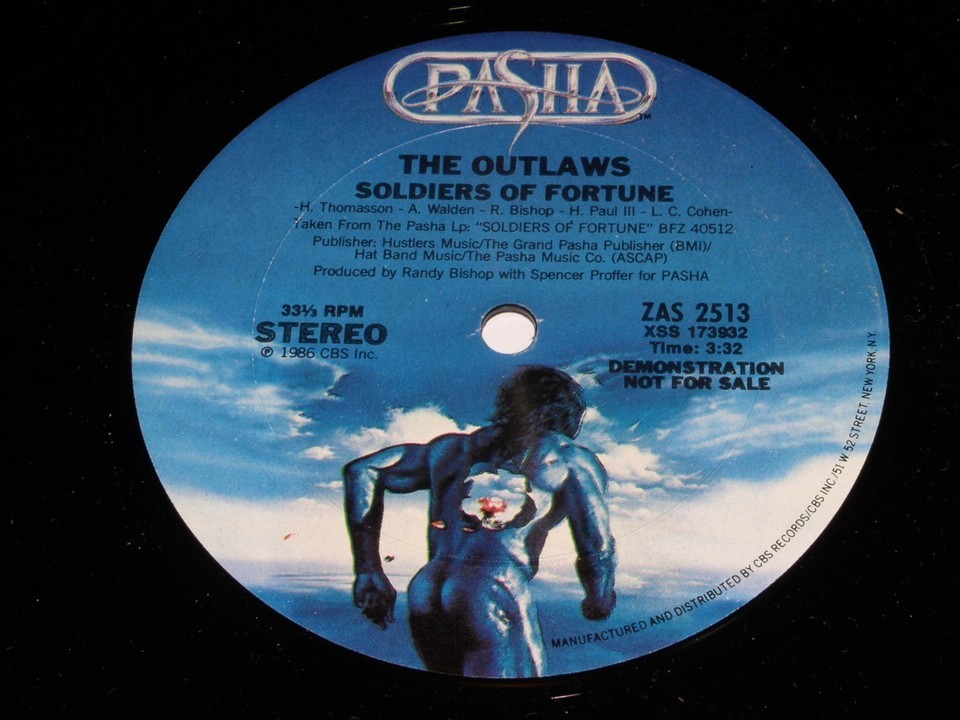 PASHA
TM
THE OUTLAWS
SOLDIERS OF FORTUNE
-H. Thomasson - A. Walden - R. Bishop - H. Paul III - L. C. Cohen-
Taken From The Pasha Lp: "SOLDIERS OF FORTUNE" BFZ 40512
Publisher: Hustlers Music/The Grand Pasha Publisher (BMI)/
Hat Band Music/The Pasha Music Co. (ASCAP)
Produced by Randy Bishop with Spencer Proffer for PASHA
33⅓ RPM
STEREO
℗ 1986 CBS Inc.
ZAS 2513
XSS 173932
Time: 3:32
DEMONSTRATION
NOT FOR SALE
MANUFACTURED AND DISTRIBUTED BY CBS RECORDS/CBS INC./51 W. 52 STREET, NEW YORK, N.Y.